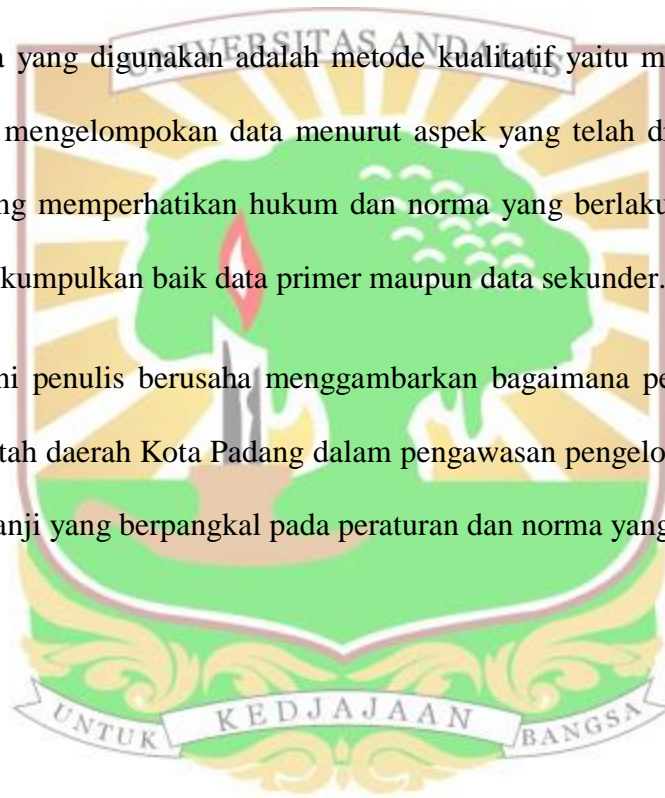 UNIVERSITAS ANDALAS
a yang digunakan adalah metode kualitatif yaitu m
mengelompokan data menurut aspek yang telah di
ng memperhatikan hukum dan norma yang berlaku
kumpulkan baik data primer maupun data sekunder.
ni penulis berusaha menggambarkan bagaimana pe
tah daerah Kota Padang dalam pengawasan pengelo
anji yang berpangkal pada peraturan dan norma yang
UNTUK KEDJAJAAN BANGSA